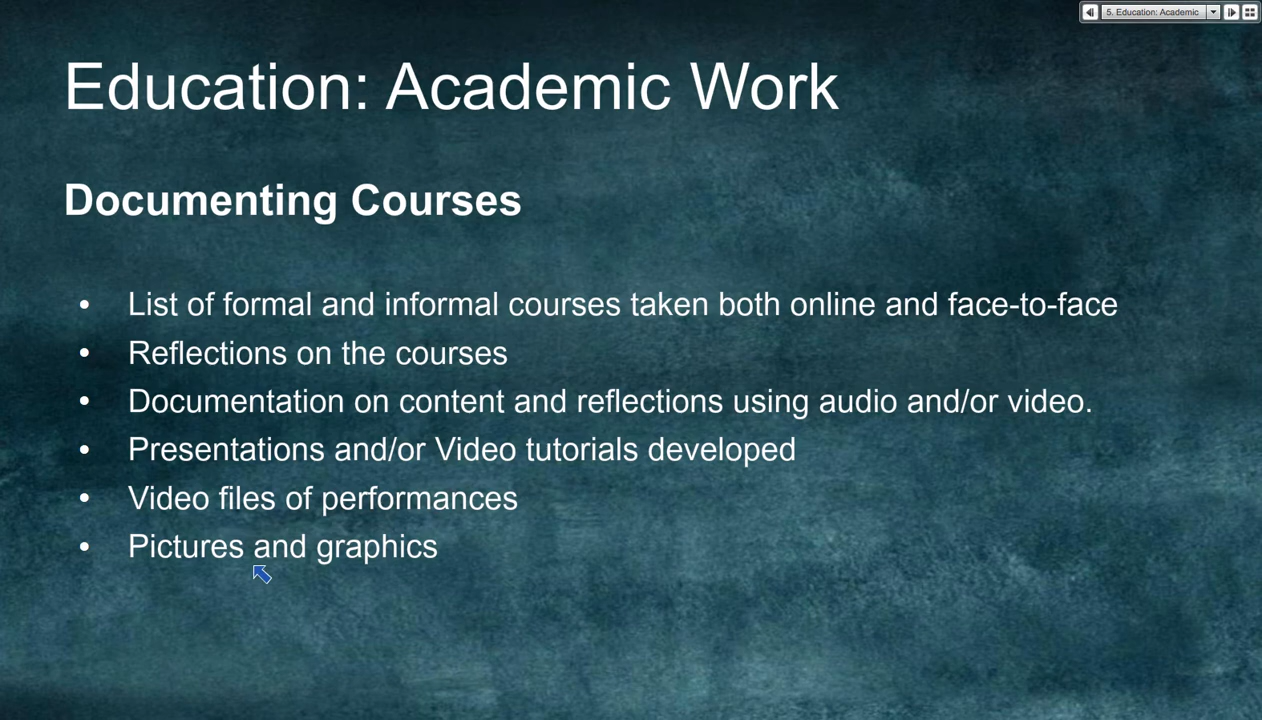 5. Education: Academic
Education: Academic Work
Documenting Courses
• List of formal and informal courses taken both online and face-to-face
• Reflections on the courses
• Documentation on content and reflections using audio and/or video.
• Presentations and/or Video tutorials developed
• Video files of performances
• Pictures and graphics